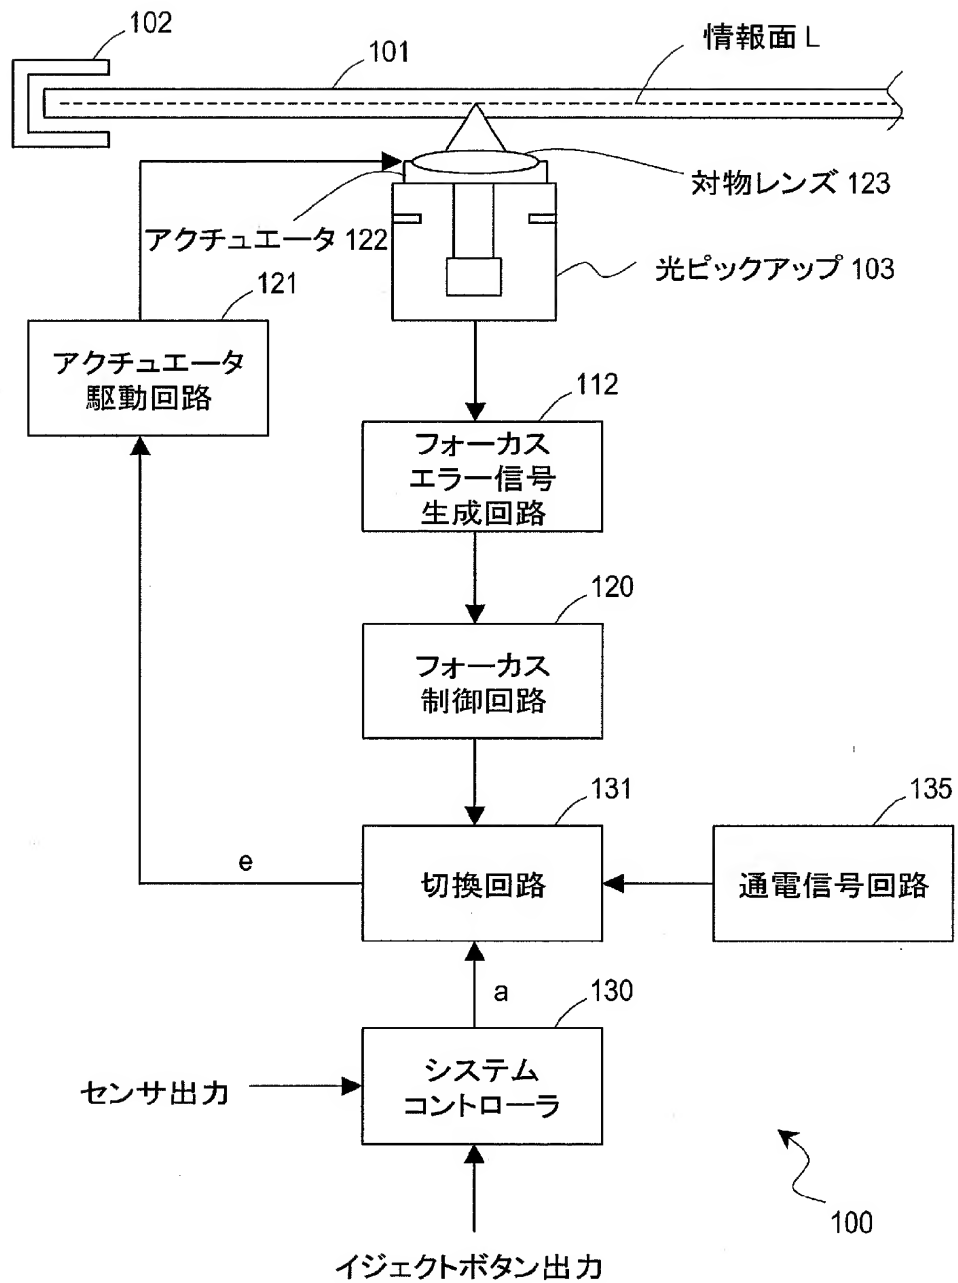 102
101
情報面 L
対物レンズ 123
アクチュエータ 122
光ピックアップ 103
121
アクチュエータ
駆動回路
112
フォーカス
エラー信号
生成回路
120
フォーカス
制御回路
131
切換回路
135
通電信号回路
e
a
130
システム
コントローラ
センサ出力
イジェクトボタン出力
100